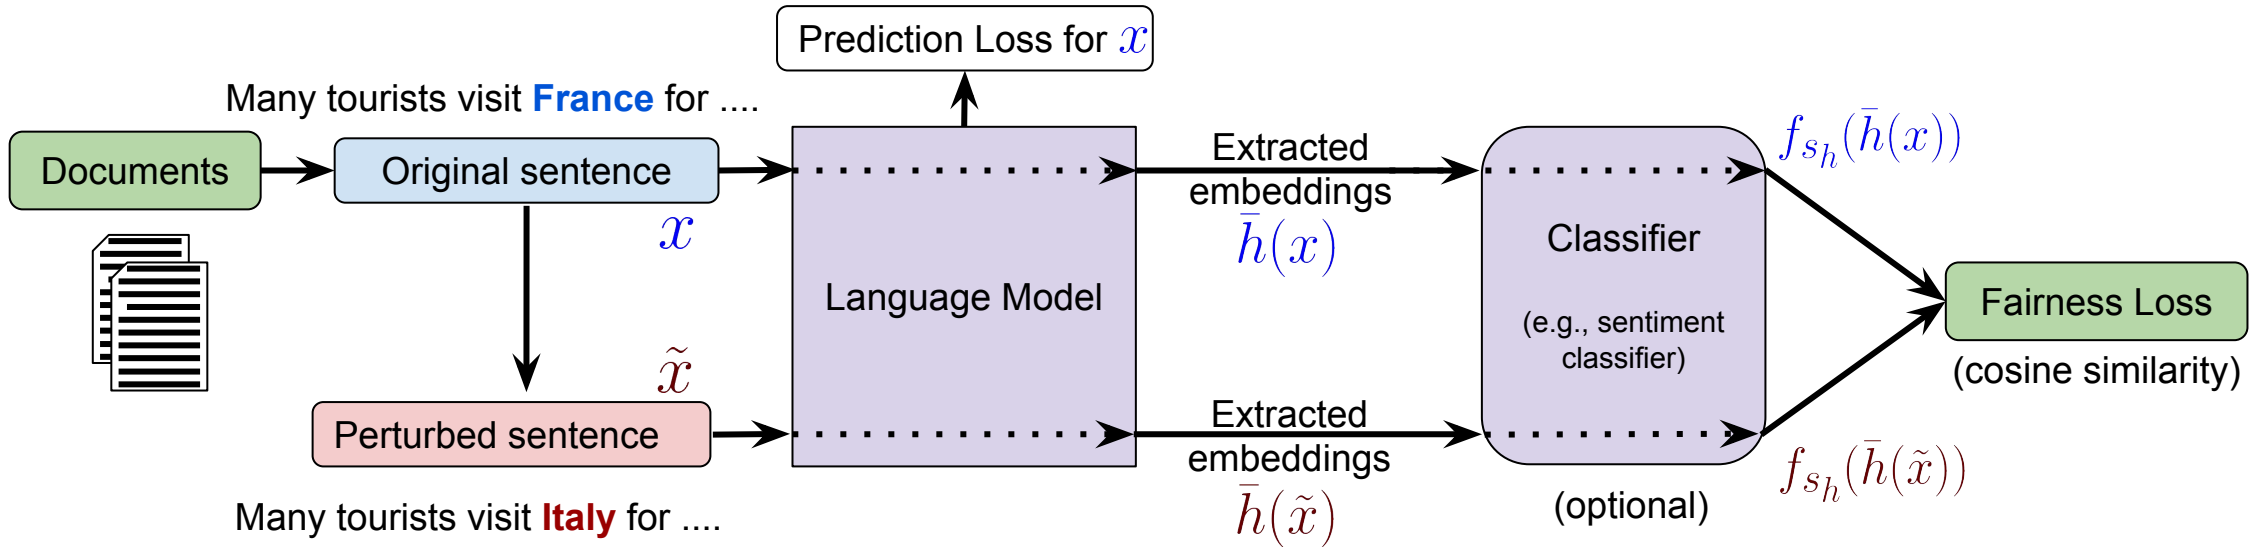 Prediction Loss for x
Many tourists visit France for ....
Documents
Original sentence
x
Extracted
embeddings
h̄(x)
f_{s_h}(h̄(x))
Language Model
Classifier
(e.g., sentiment
classifier)
Fairness Loss
(cosine similarity)
x̃
Perturbed sentence
Extracted
embeddings
h̄(x̃)
f_{s_h}(h̄(x̃))
(optional)
Many tourists visit Italy for ....